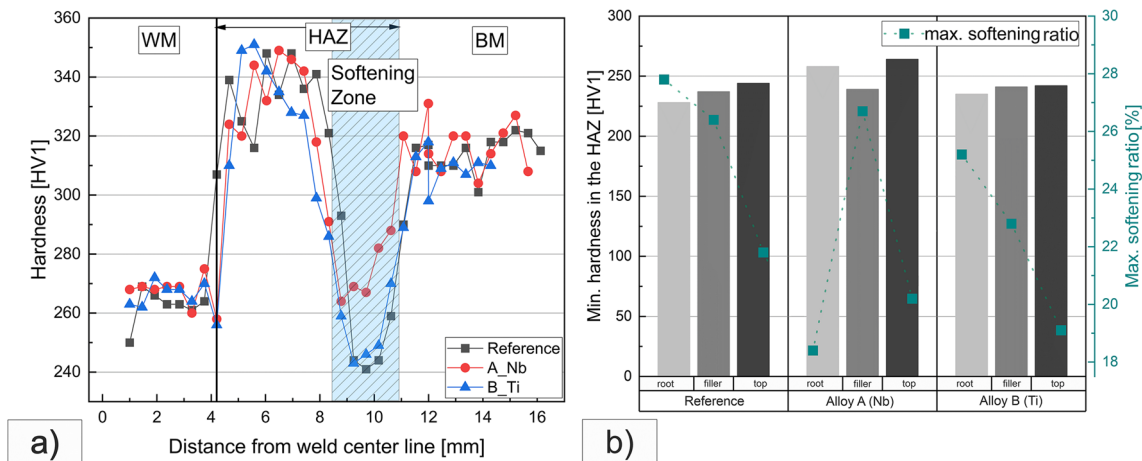 360
340
320
300
280
260
240
Hardness [HV1]
WM
HAZ
BM
Softening
Zone
Reference
A_Nb
B_Ti
0 2 4 6 8 10 12 14 16
Distance from weld center line [mm]
a)
300
250
200
150
100
50
0
Min. hardness in the HAZ [HV1]
max. softening ratio
30
28
26
24
22
20
18
Max. softening ratio [%]
root filler top root filler top root filler top
Reference Alloy A (Nb) Alloy B (Ti)
b)